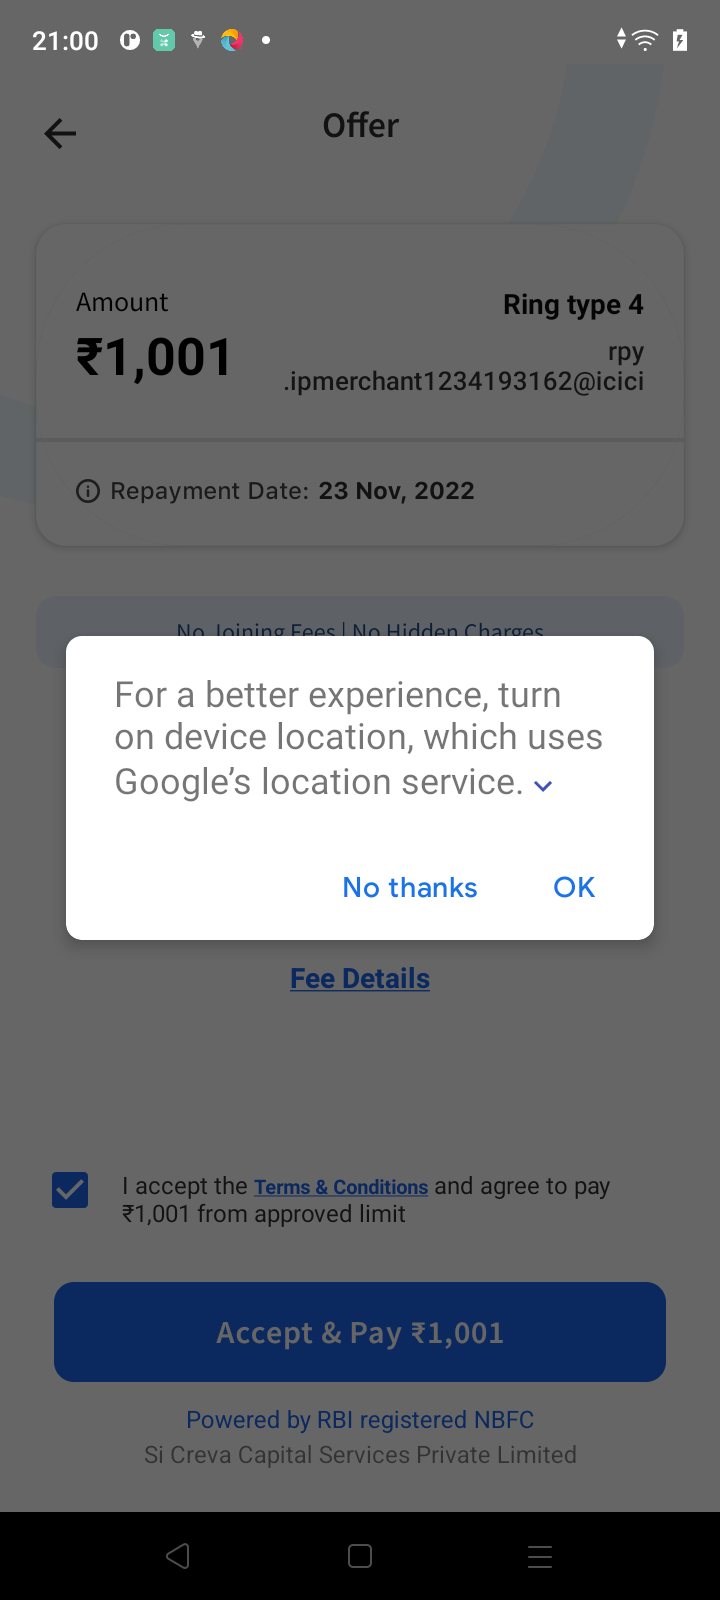 21:00
Offer
Amount
Ring type 4
₹1,001
rpy
.ipmerchant1234193162@icici
Repayment Date: 23 Nov, 2022
No Joining Fees | No Hidden Charges
For a better experience, turn
on device location, which uses
Google’s location service.
No thanks OK
Fee Details
I accept the Terms & Conditions and agree to pay
₹1,001 from approved limit
Accept & Pay ₹1,001
Powered by RBI registered NBFC
Si Creva Capital Services Private Limited